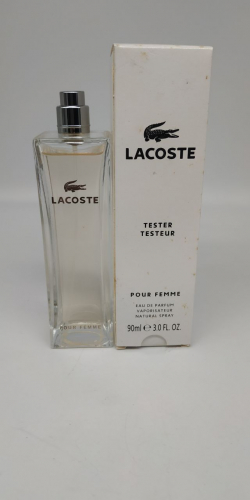 LACOSTE
POUR FEMME
LACOSTE
TESTER
TESTEUR
POUR FEMME
EAU DE PARFUM
VAPORISATEUR
NATURAL SPRAY
90ml e 3.0 FL. OZ.